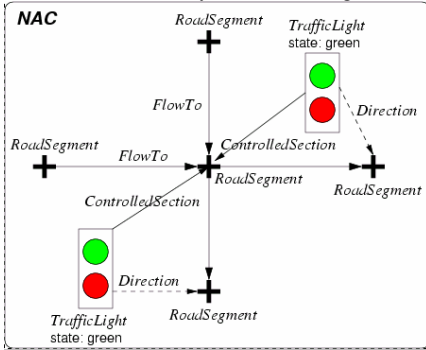 NAC
RoadSegment
TrafficLight
state: green
FlowTo
Direction
RoadSegment
FlowTo
ControlledSection
RoadSegment
RoadSegment
ControlledSection
Direction
RoadSegment
TrafficLight
state: green